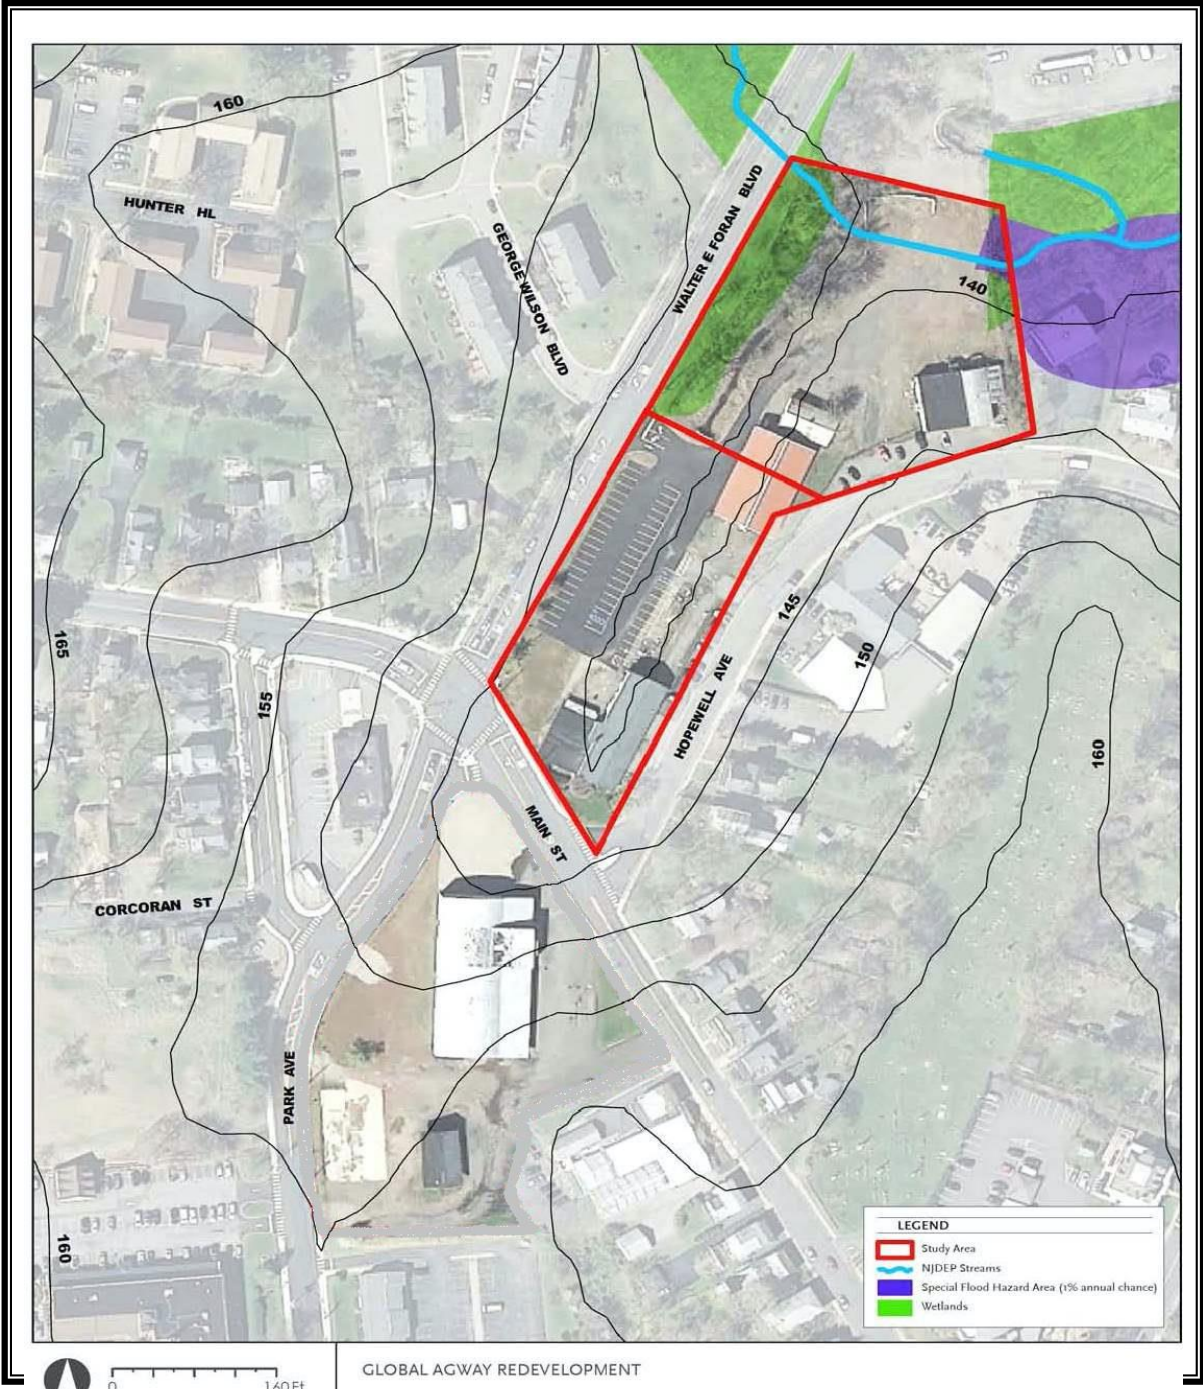 160
HUNTER HL
GEORGE WILSON BLVD
WALTER E FORAN BLVD
140
165
155
145
150
HOPEWELL AVE
160
MAIN ST
CORCORAN ST
PARK AVE
160
LEGEND
Study Area
NJDEP Streams
Special Flood Hazard Area (1% annual chance)
Wetlands
GLOBAL AGWAY REDEVELOPMENT
0 160 Ft